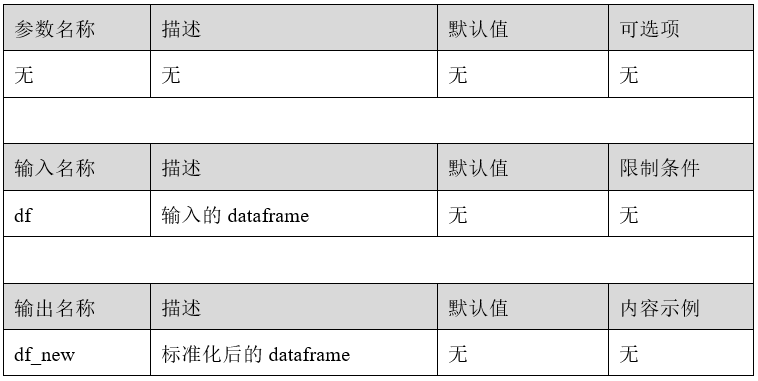 参数名称 描述 默认值 可选项
无 无 无 无
输入名称 描述 默认值 限制条件
df 输入的 dataframe 无 无
输出名称 描述 默认值 内容示例
df_new 标准化后的 dataframe 无 无